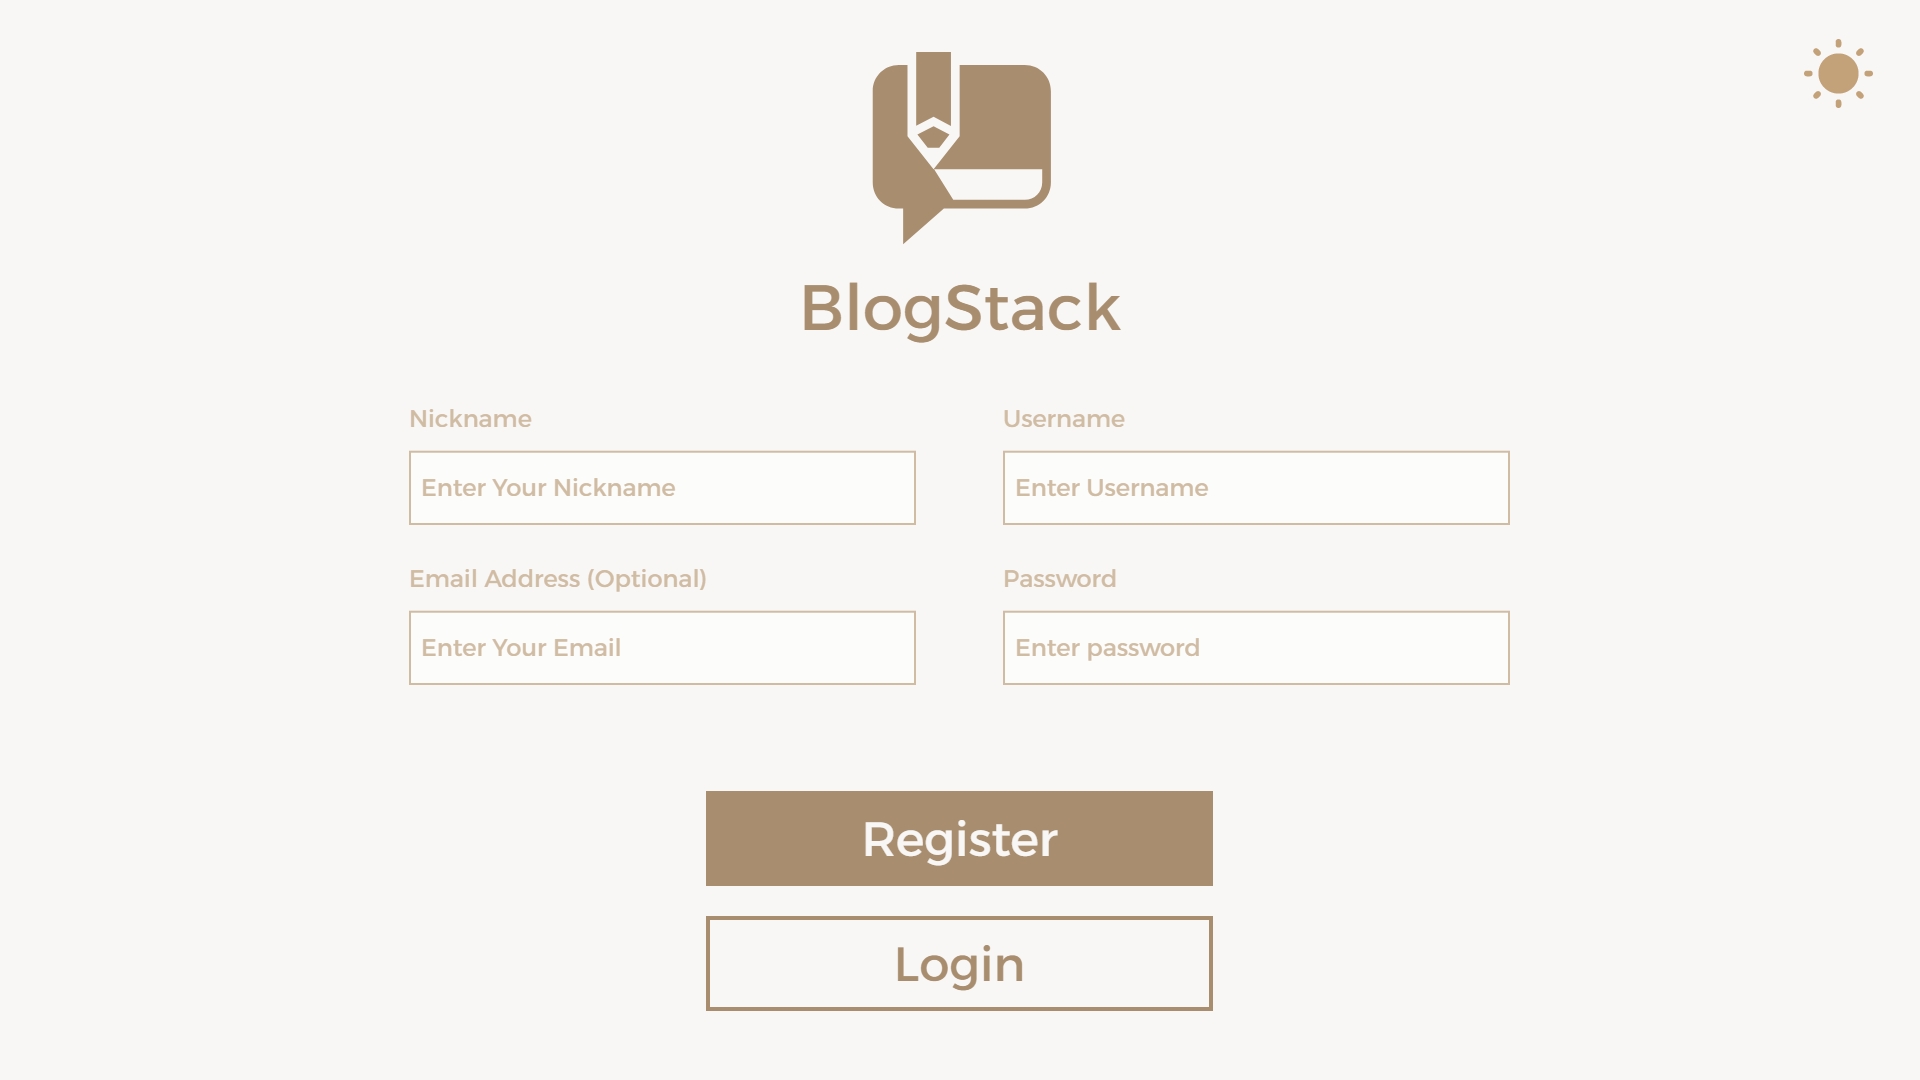 BlogStack
Nickname
Enter Your Nickname
Username
Enter Username
Email Address (Optional)
Enter Your Email
Password
Enter password
Register
Login